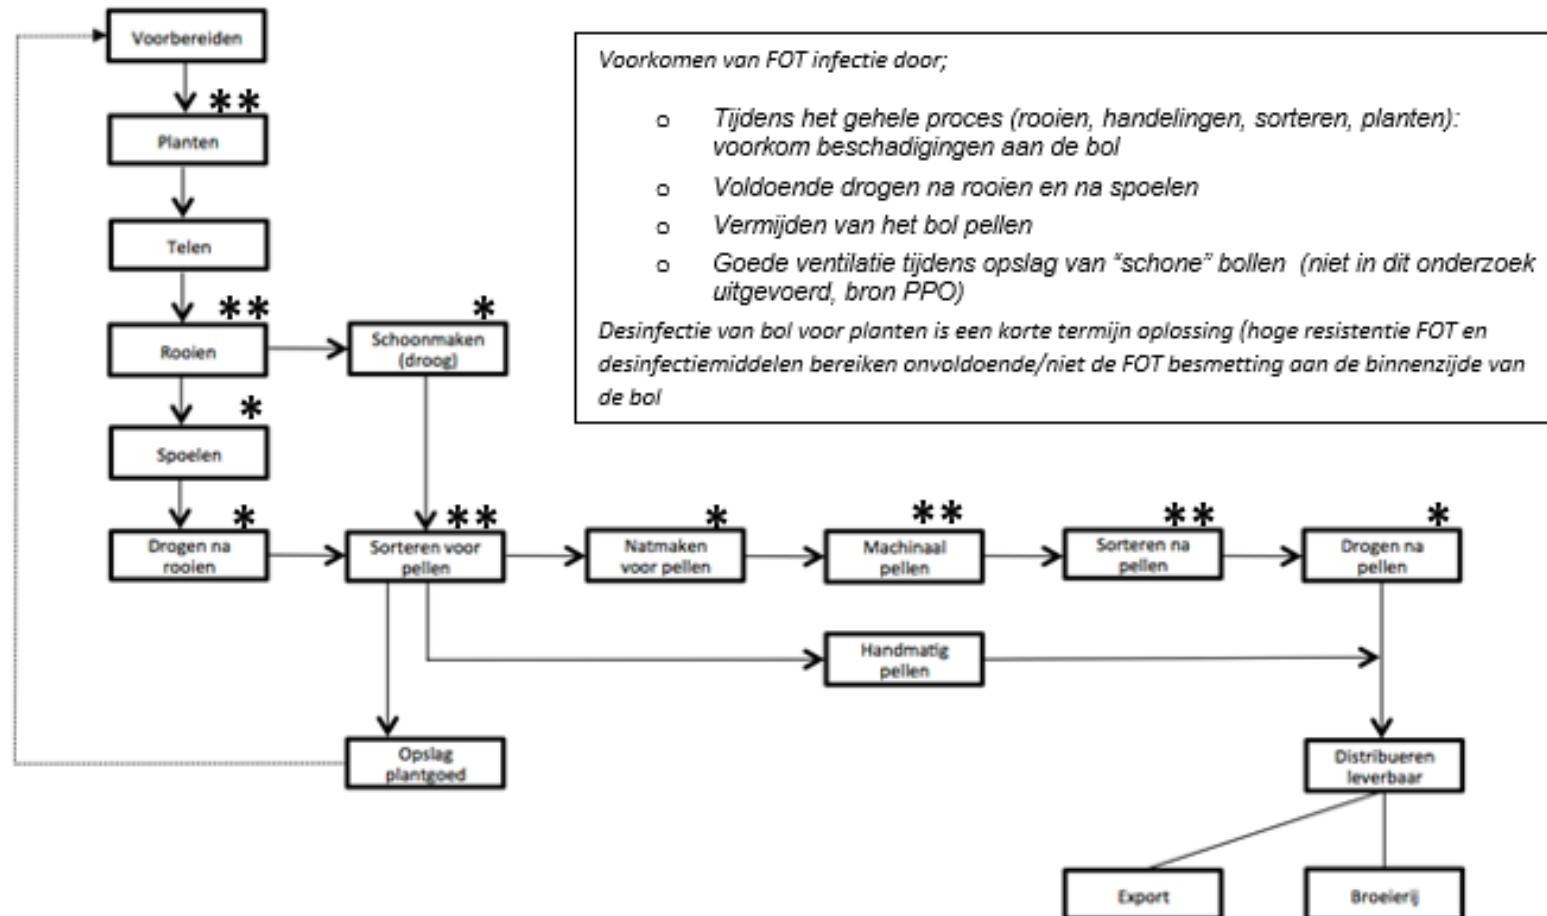 Voorbereiden
**
Planten
Telen
**
Rooien
*
Schoonmaken
(droog)
*
Spoelen
*
Drogen na
rooien
**
Sorteren voor
pellen
*
Natmaken
voor pellen
**
Machinaal
pellen
**
Sorteren na
pellen
*
Drogen na
pellen
Handmatig
pellen
Opslag
plantgoed
Distribueren
leverbaar
Export
Broeierij
Voorkomen van FOT infectie door;
o Tijdens het gehele proces (rooien, handelingen, sorteren, planten):
voorkom beschadigingen aan de bol
o Voldoende drogen na rooien en na spoelen
o Vermijden van het bol pellen
o Goede ventilatie tijdens opslag van "schone" bollen (niet in dit onderzoek
uitgevoerd, bron PPO)
Desinfectie van bol voor planten is een korte termijn oplossing (hoge resistentie FOT en
desinfectiemiddelen bereiken onvoldoende/niet de FOT besmetting aan de binnenzijde van
de bol